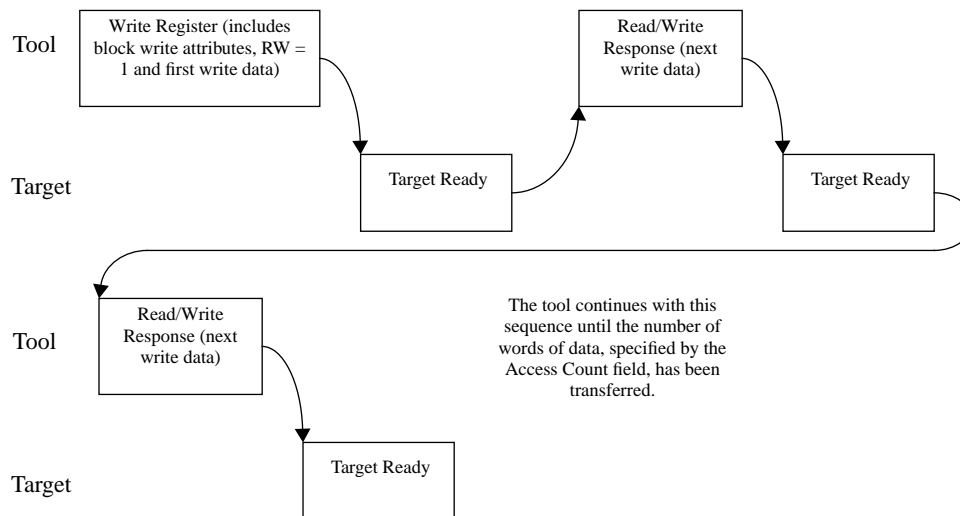 Tool
Write Register (includes
block write attributes, RW =
1 and first write data)
Read/Write
Response (next
write data)
Target
Target Ready
Target Ready
Tool
Read/Write
Response (next
write data)
The tool continues with this
sequence until the number of
words of data, specified by the
Access Count field, has been
transferred.
Target
Target Ready